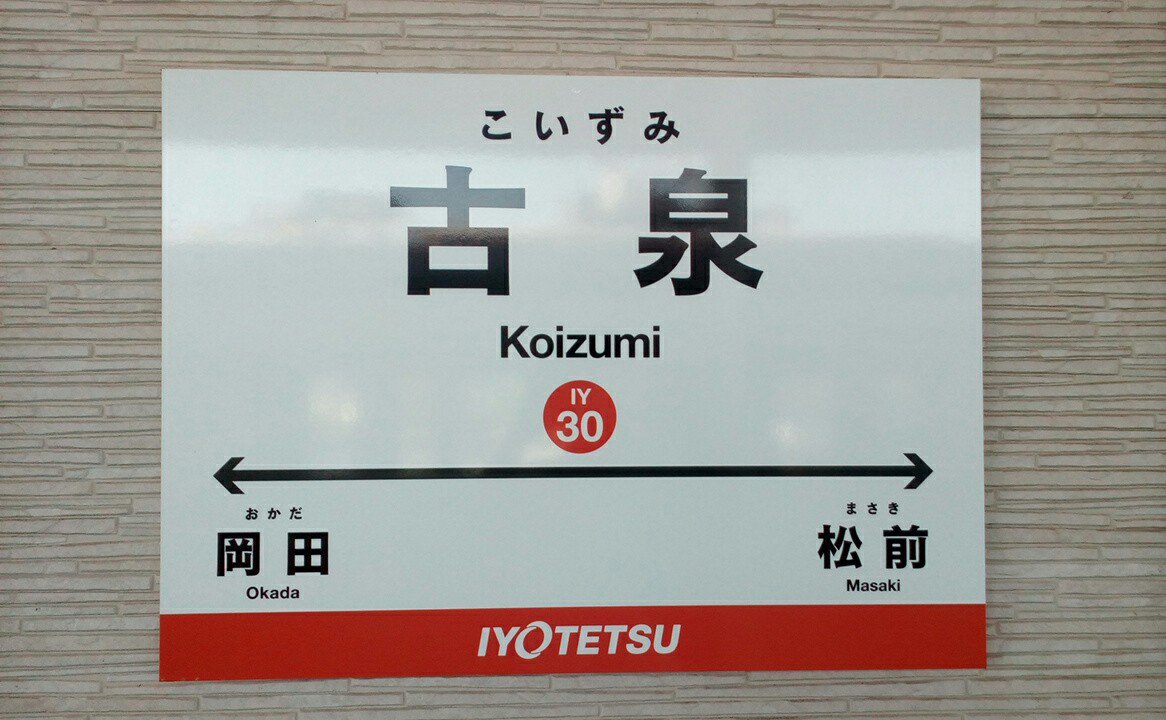 こいずみ
古泉
Koizumi
IY
30
おかだ
岡田
Okada
まさき
松前
Masaki
IYOTETSU